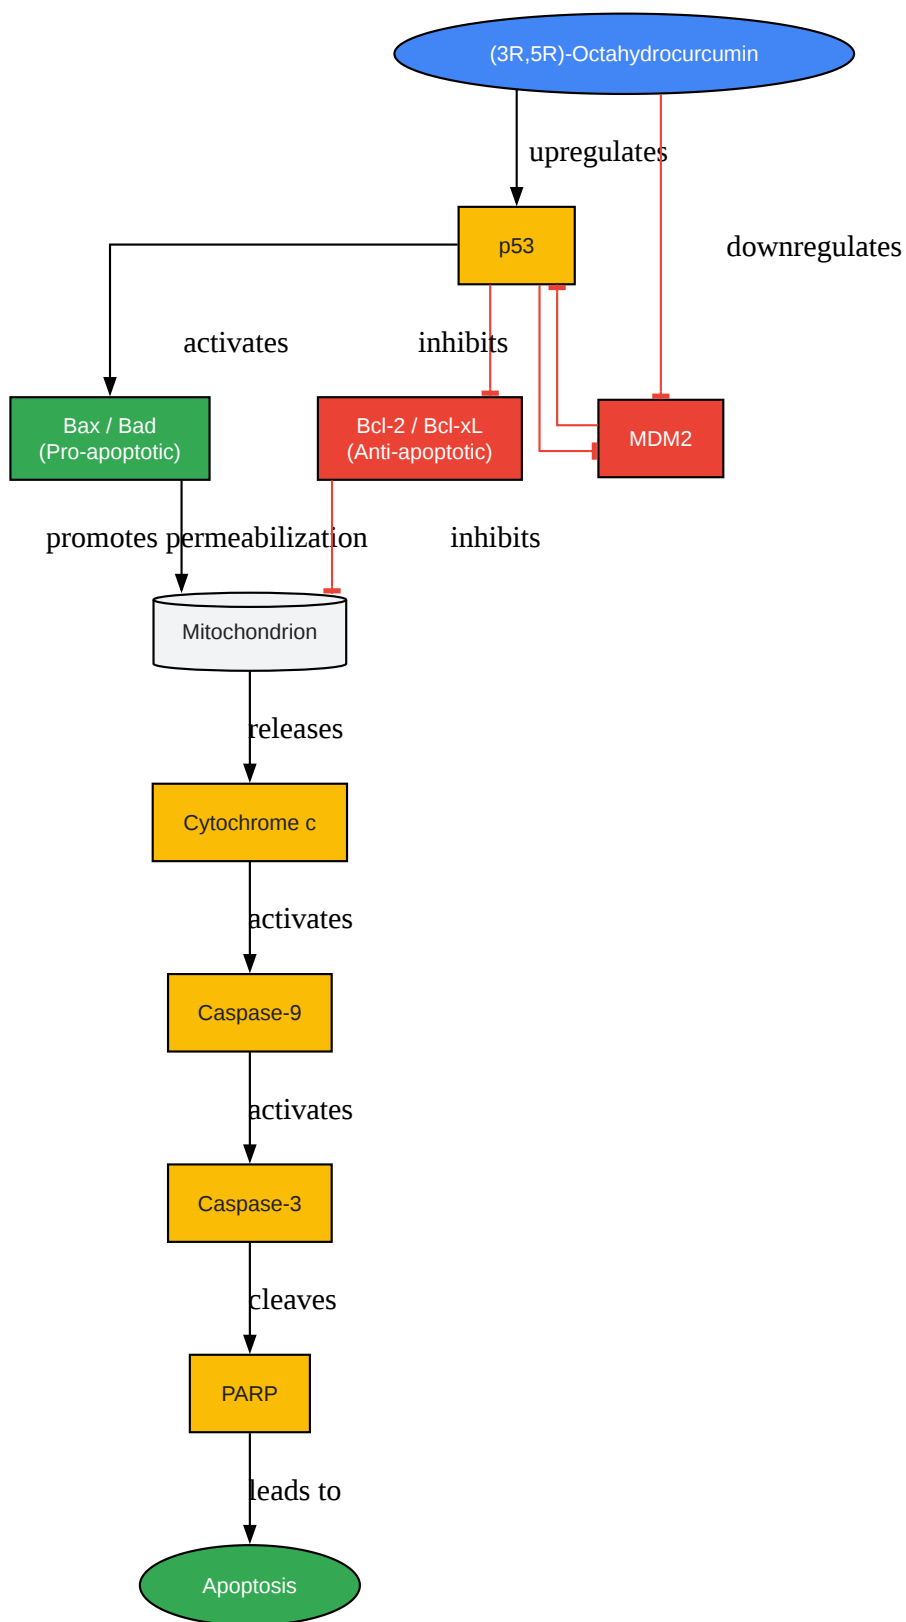 (3R,5R)-Octahydrocurcumin
upregulates
p53
downregulates
activates
inhibits
Bax / Bad
(Pro-apoptotic)
Bcl-2 / Bcl-xL
(Anti-apoptotic)
MDM2
promotes permeabilization
inhibits
Mitochondrion
releases
Cytochrome c
activates
Caspase-9
activates
Caspase-3
cleaves
PARP
leads to
Apoptosis